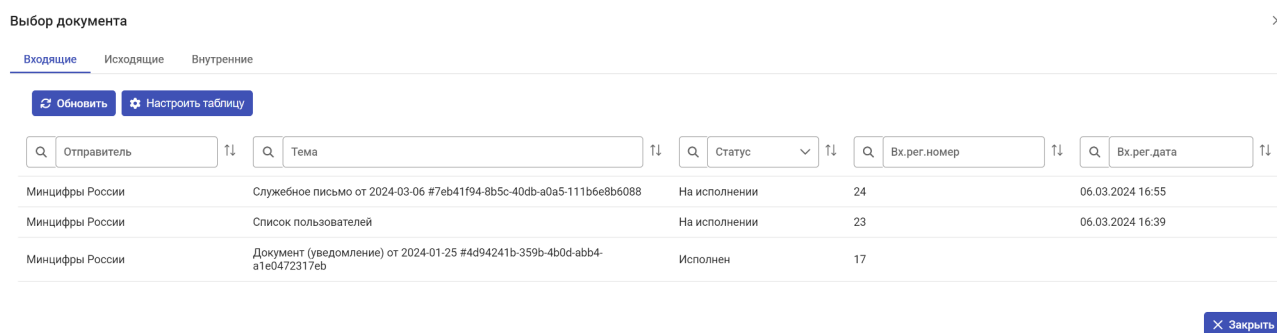 Выбор документа
Входящие Исходящие Внутренние
Обновить Настроить таблицу
Отправитель Тема Статус Вх.рег.номер Вх.рег.дата
Минцифры России Служебное письмо от 2024-03-06 #7eb41f94-8b5c-40db-a0a5-111b6e8b6088 На исполнении 24 06.03.2024 16:55
Минцифры России Список пользователей На исполнении 23 06.03.2024 16:39
Минцифры России Документ (уведомление) от 2024-01-25 #4d94241b-359b-4b0d-abb4-
a1e0472317eb Исполнен 17
Закрыть